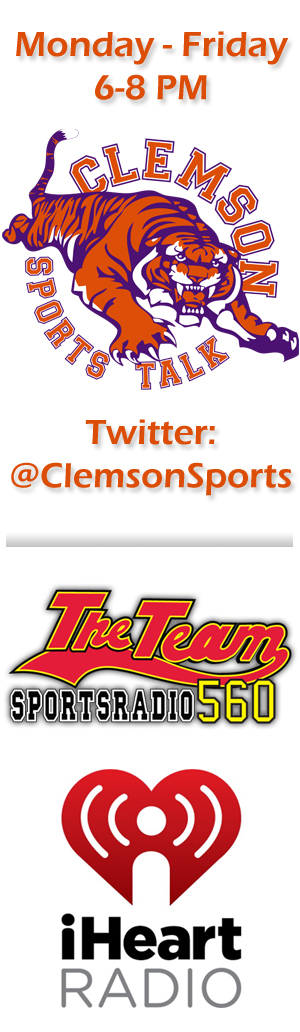 Monday - Friday
6-8 PM
CLEMSON
SPORTS TALK
Twitter:
@ClemsonSports
The Team
SPORTSRADIO 560
iHeart
RADIO